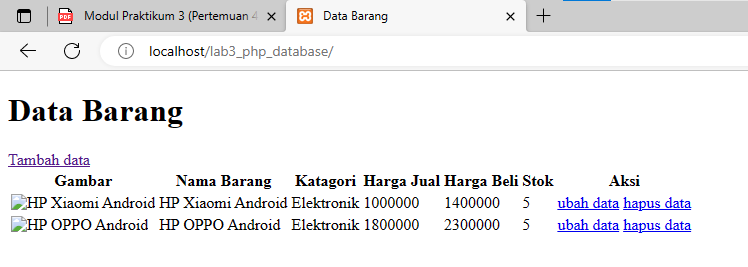 Modul Praktikum 3 (Pertemuan 4
Data Barang
localhost/lab3_php_database/
Data Barang
Tambah data
Gambar Nama Barang Katagori Harga Jual Harga Beli Stok Aksi
HP Xiaomi Android HP Xiaomi Android Elektronik 1000000 1400000 5 ubah data hapus data
HP OPPO Android HP OPPO Android Elektronik 1800000 2300000 5 ubah data hapus data